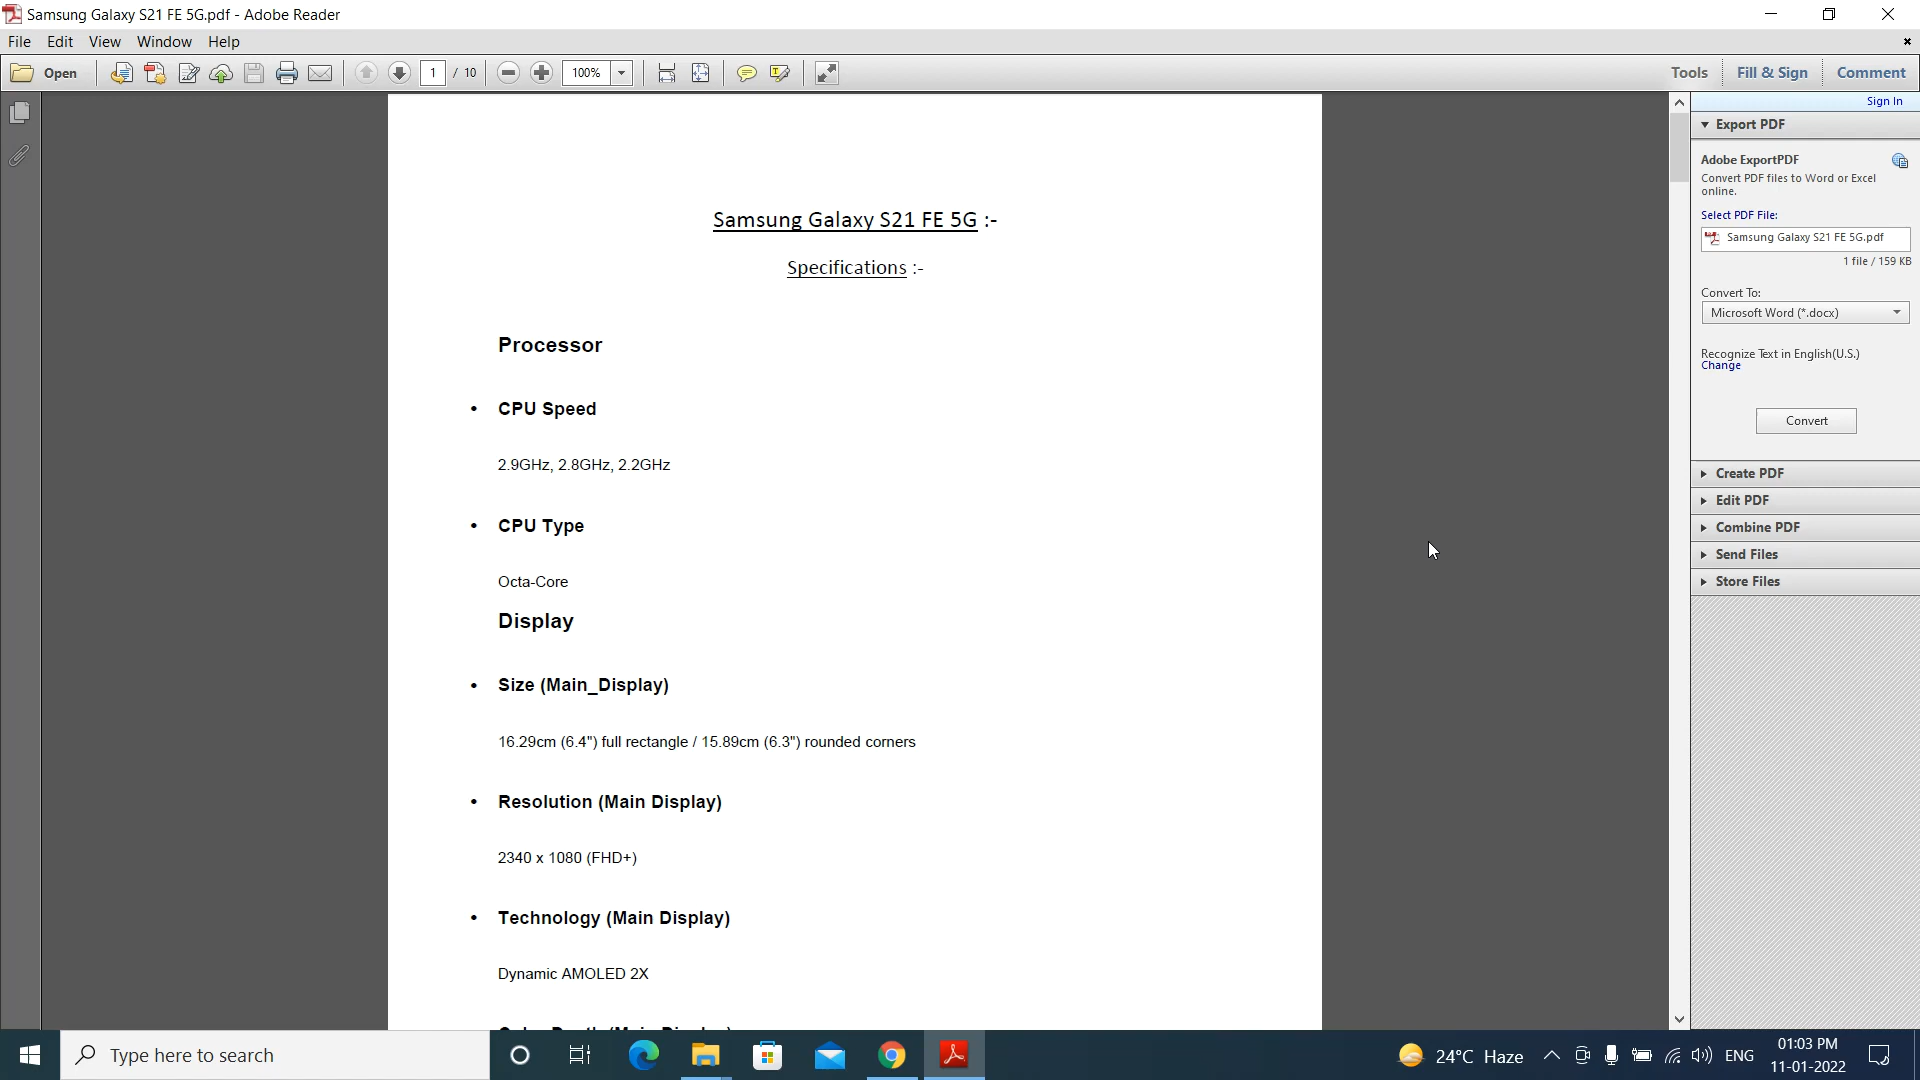 Samsung Galaxy S21 FE 5G.pdf - Adobe Reader
File Edit View Window Help
Open 1 / 10 100% Tools Fill & Sign Comment
Sign In
Export PDF
Adobe ExportPDF
Convert PDF files to Word or Excel
online.
Select PDF File:
Samsung Galaxy S21 FE 5G.pdf
1 file / 159 KB
Convert To:
Microsoft Word (*.docx)
Recognize Text in English(U.S.)
Change
Convert
Create PDF
Edit PDF
Combine PDF
Send Files
Store Files
Samsung Galaxy S21 FE 5G :-
Specifications :-
Processor
• CPU Speed
2.9GHz, 2.8GHz, 2.2GHz
• CPU Type
Octa-Core
Display
• Size (Main_Display)
16.29cm (6.4") full rectangle / 15.89cm (6.3") rounded corners
• Resolution (Main Display)
2340 x 1080 (FHD+)
• Technology (Main Display)
Dynamic AMOLED 2X
Type here to search
24°C Haze
ENG
01:03 PM
11-01-2022